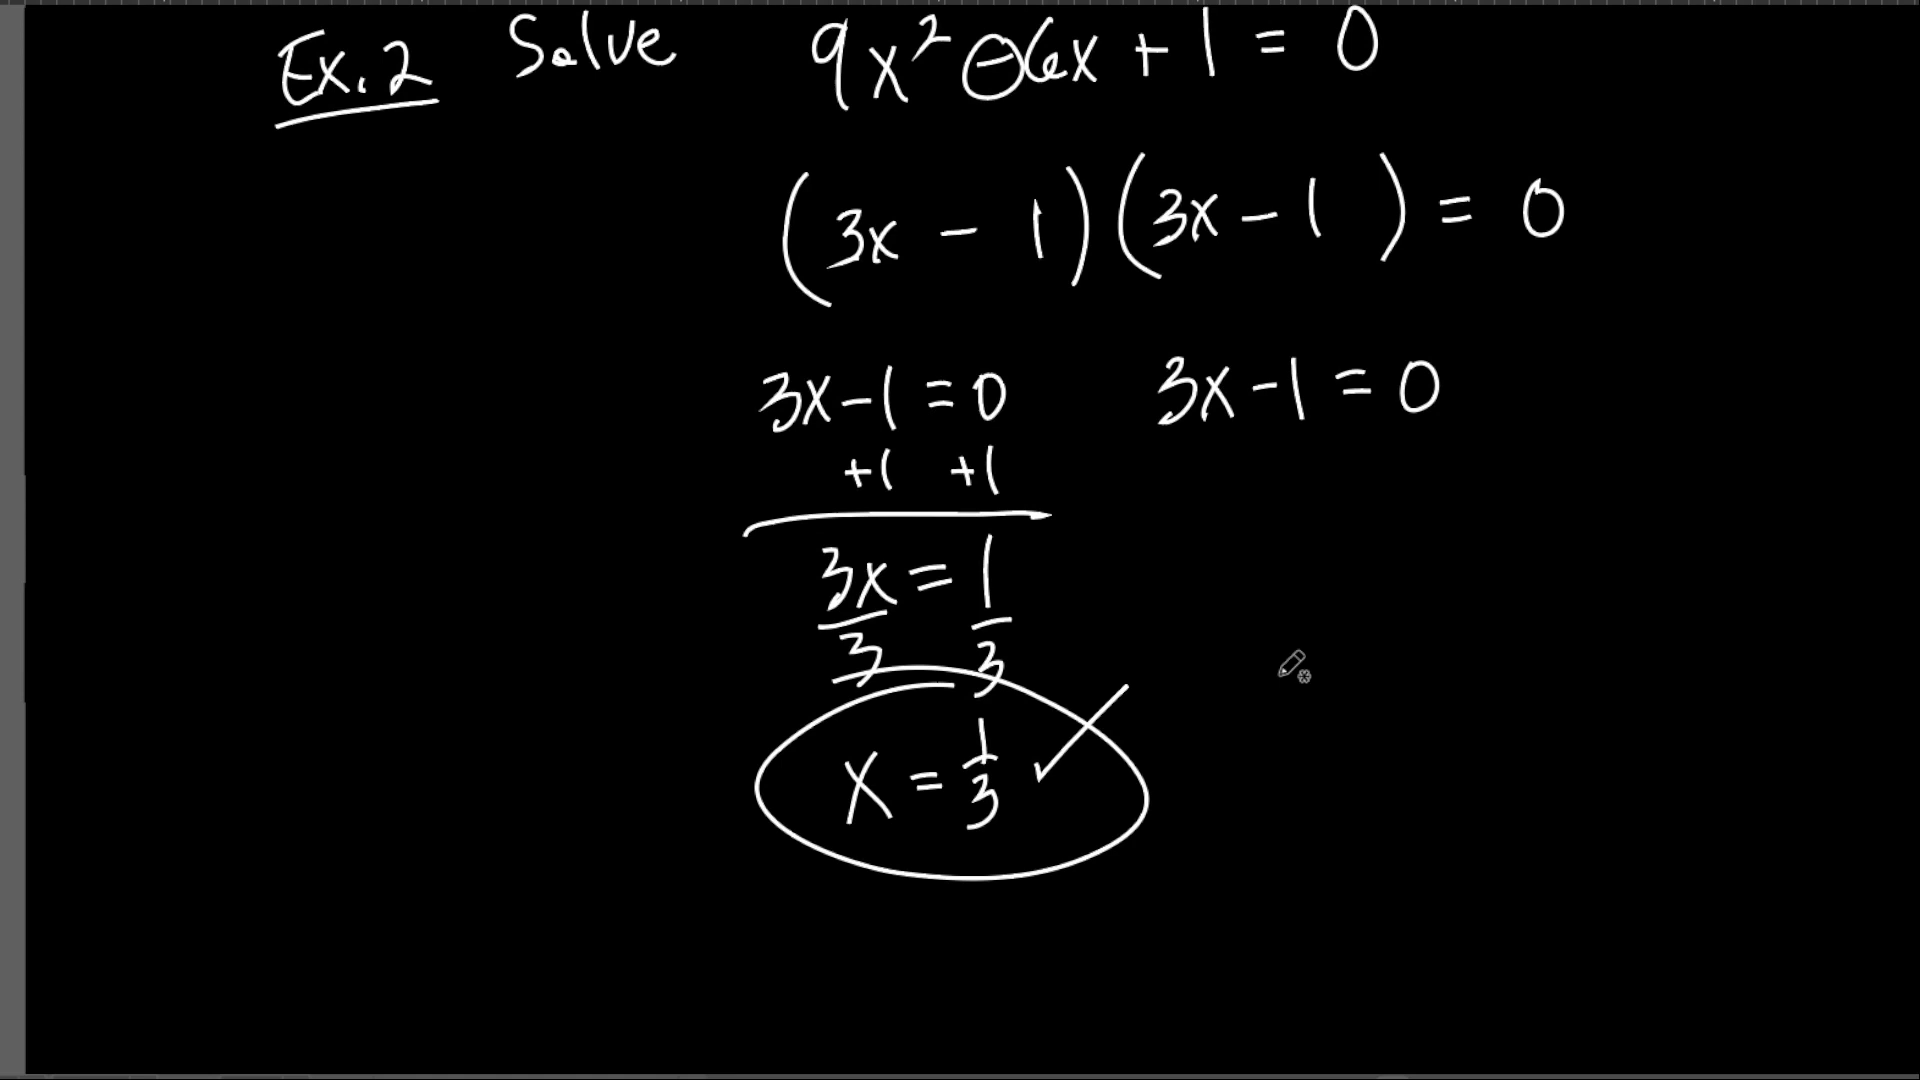 Ex. 2 Solve 9x² - 6x + 1 = 0
(3x - 1)(3x - 1) = 0
3x - 1 = 0 3x - 1 = 0
+1 +1
3x = 1
3 3
x = 1/3 ✓